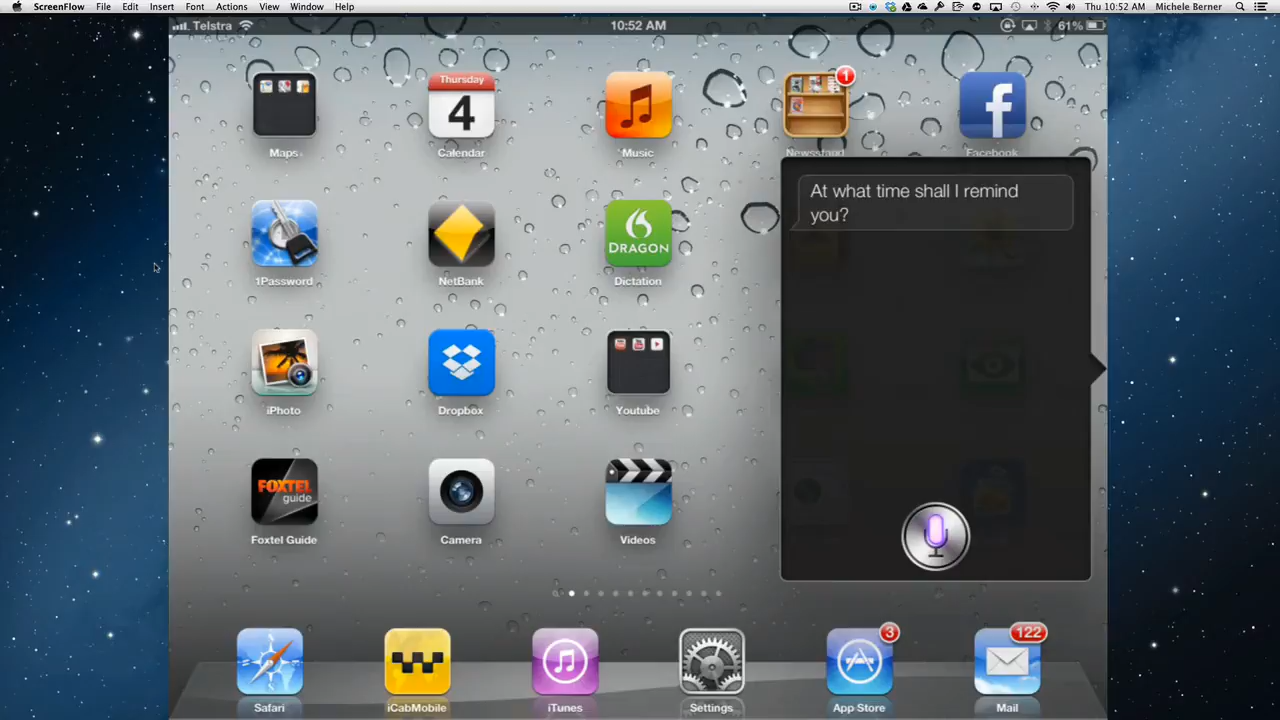 ScreenFlow File Edit Insert Font Actions View Window Help Thu 10:52 AM Michele Berner
Telstra 10:52 AM 61%
Thursday
4
1
Maps Calendar Music Newsstand Facebook
At what time shall I remind
you?
DRAGON
1Password NetBank Dictation
iPhoto Dropbox Youtube
FOXTEL
guide
Foxtel Guide Camera Videos
3 122
Safari iCabMobile iTunes Settings App Store Mail